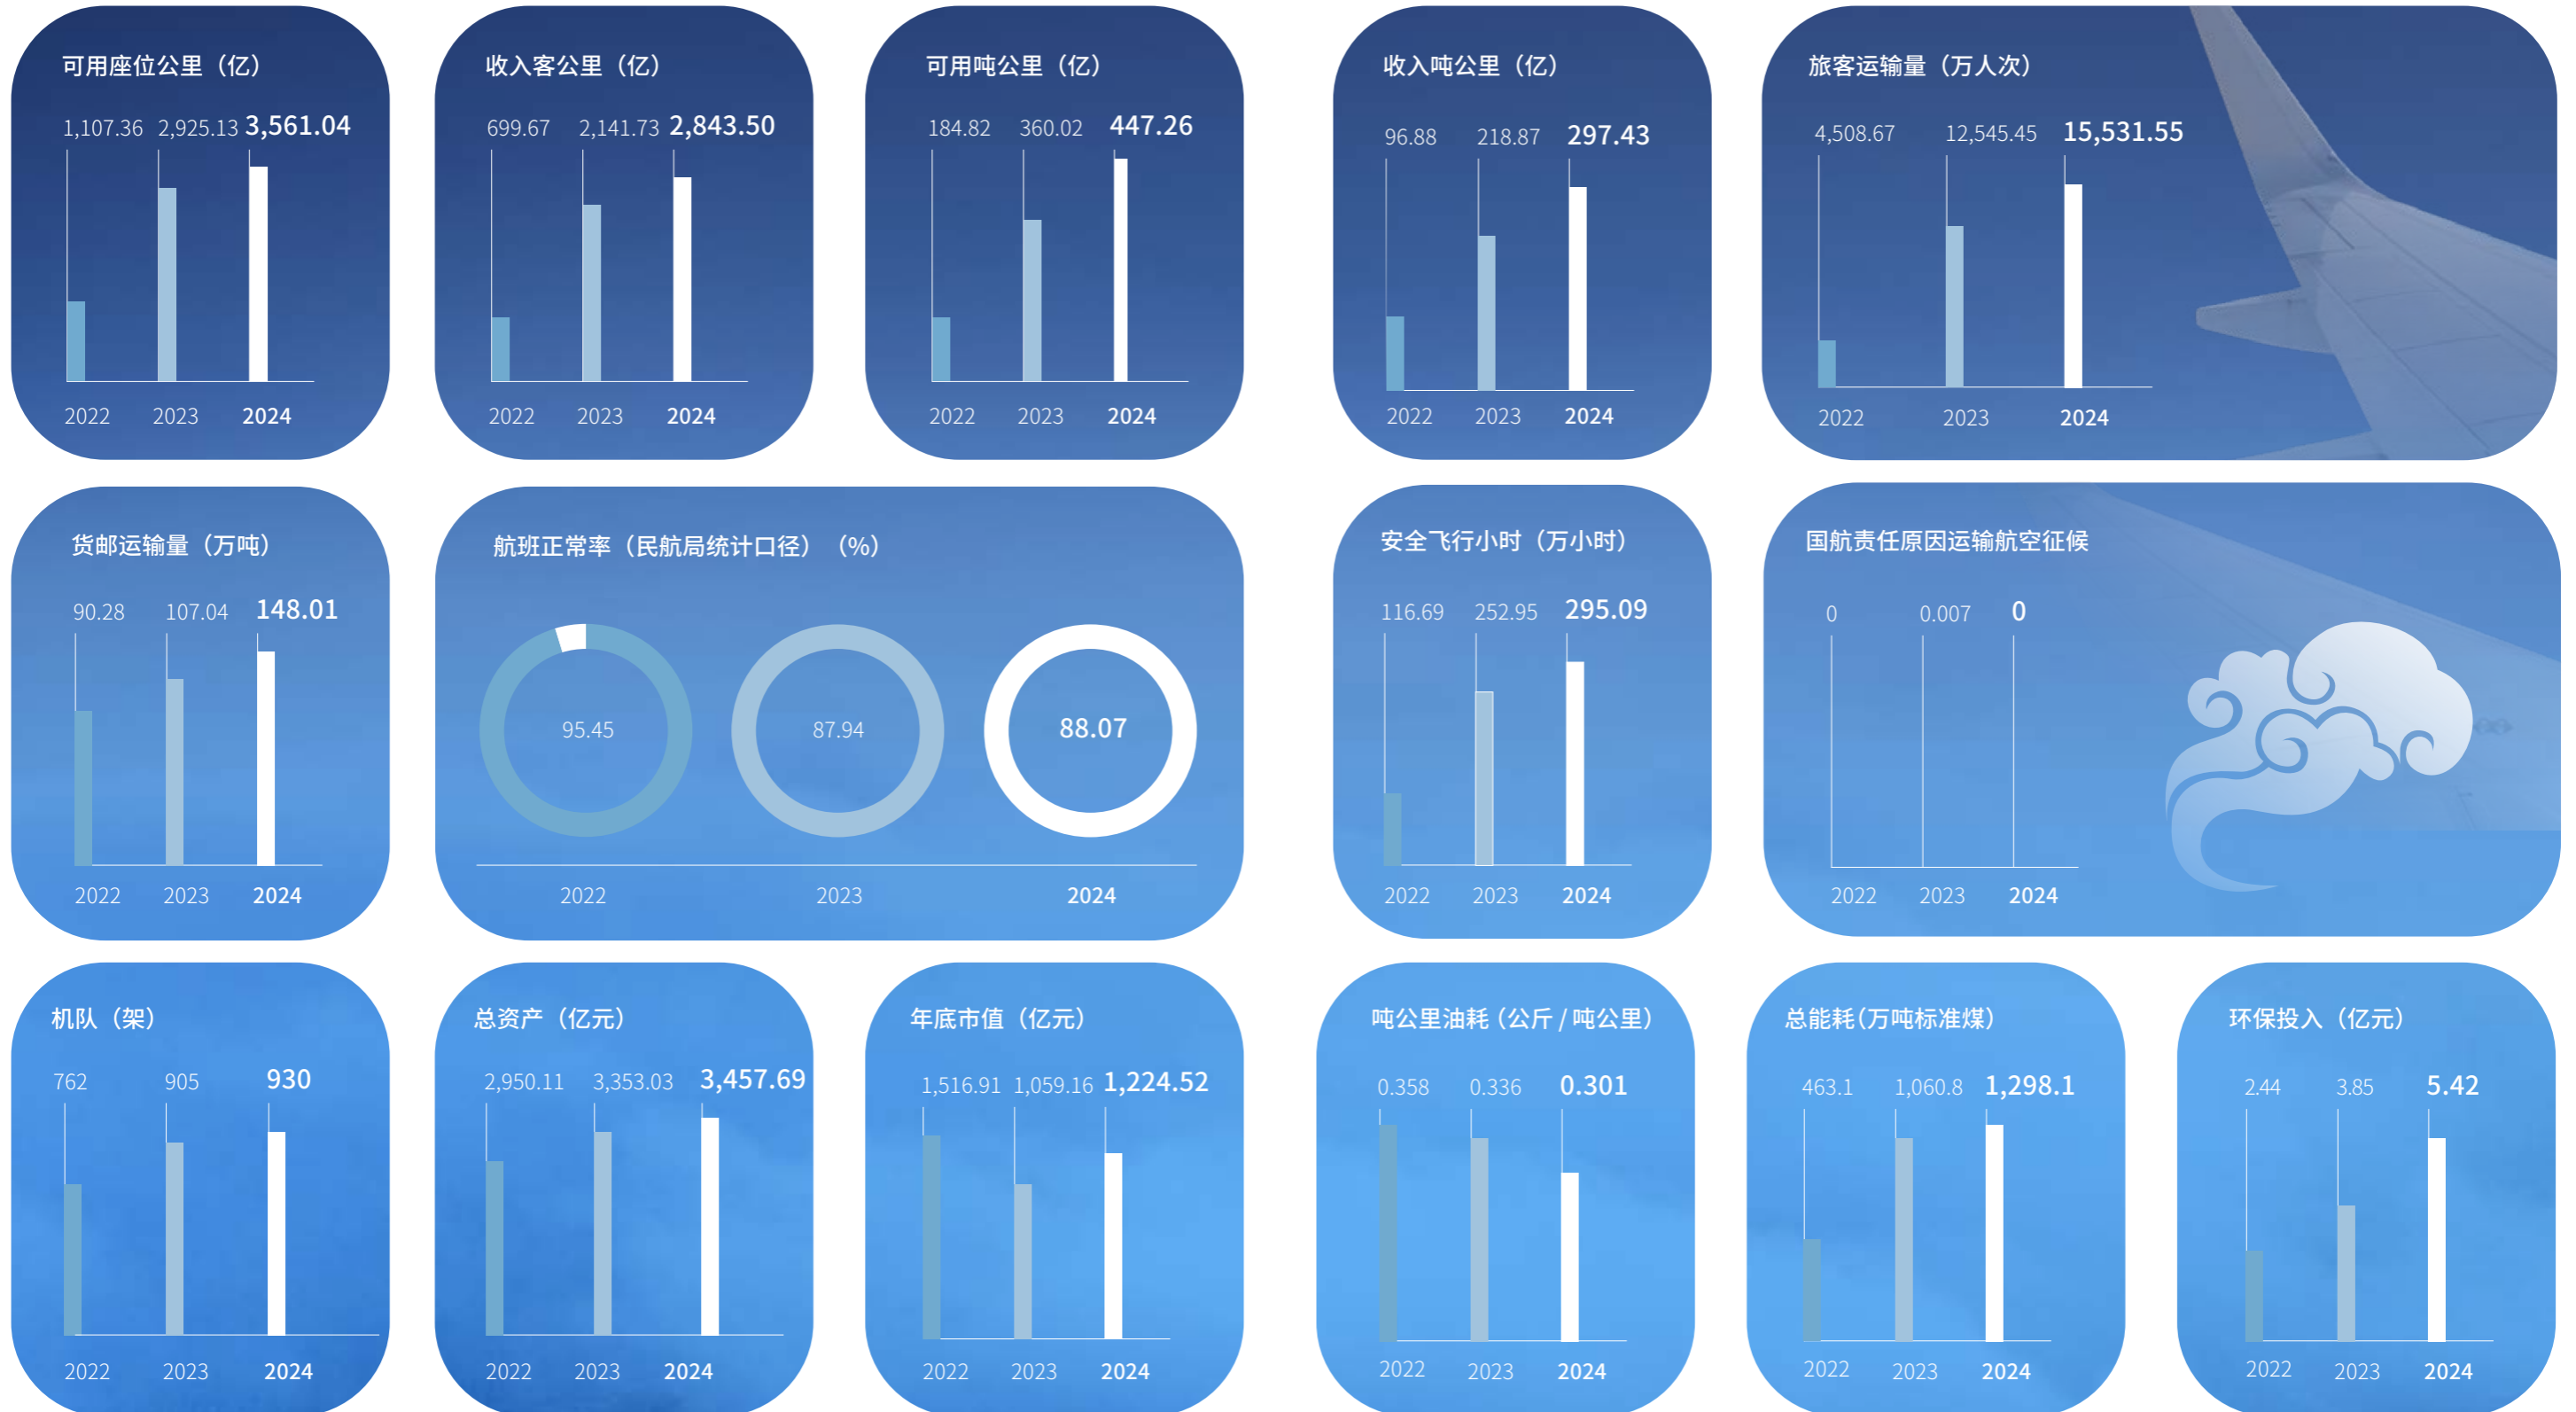 可用座位公里（亿）
1,107.36 2,925.13 3,561.04
2022 2023 2024
收入客公里（亿）
699.67 2,141.73 2,843.50
2022 2023 2024
可用吨公里（亿）
184.82 360.02 447.26
2022 2023 2024
收入吨公里（亿）
96.88 218.87 297.43
2022 2023 2024
旅客运输量（万人次）
4,508.67 12,545.45 15,531.55
2022 2023 2024
货邮运输量（万吨）
90.28 107.04 148.01
2022 2023 2024
航班正常率（民航局统计口径）（%）
95.45 87.94 88.07
2022 2023 2024
安全飞行小时（万小时）
116.69 252.95 295.09
2022 2023 2024
国航责任原因运输航空征候
0 0.007 0
2022 2023 2024
机队（架）
762 905 930
2022 2023 2024
总资产（亿元）
2,950.11 3,353.03 3,457.69
2022 2023 2024
年底市值（亿元）
1,516.91 1,059.16 1,224.52
2022 2023 2024
吨公里油耗（公斤 / 吨公里）
0.358 0.336 0.301
2022 2023 2024
总能耗（万吨标准煤）
463.1 1,060.8 1,298.1
2022 2023 2024
环保投入（亿元）
2.44 3.85 5.42
2022 2023 2024